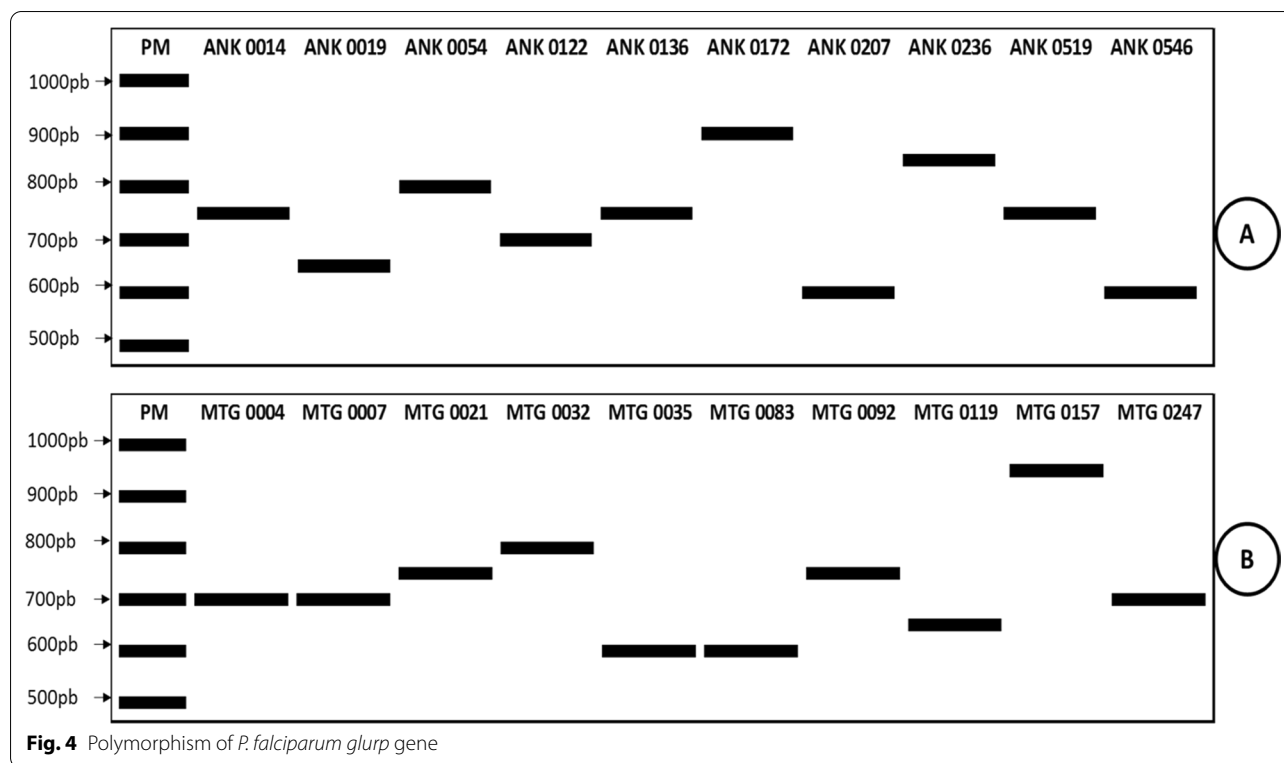 PM ANK 0014 ANK 0019 ANK 0054 ANK 0122 ANK 0136 ANK 0172 ANK 0207 ANK 0236 ANK 0519 ANK 0546
1000pb
900pb
800pb
700pb
600pb
500pb
A
PM MTG 0004 MTG 0007 MTG 0021 MTG 0032 MTG 0035 MTG 0083 MTG 0092 MTG 0119 MTG 0157 MTG 0247
1000pb
900pb
800pb
700pb
600pb
500pb
B
Fig. 4 Polymorphism of P. falciparum glurp gene